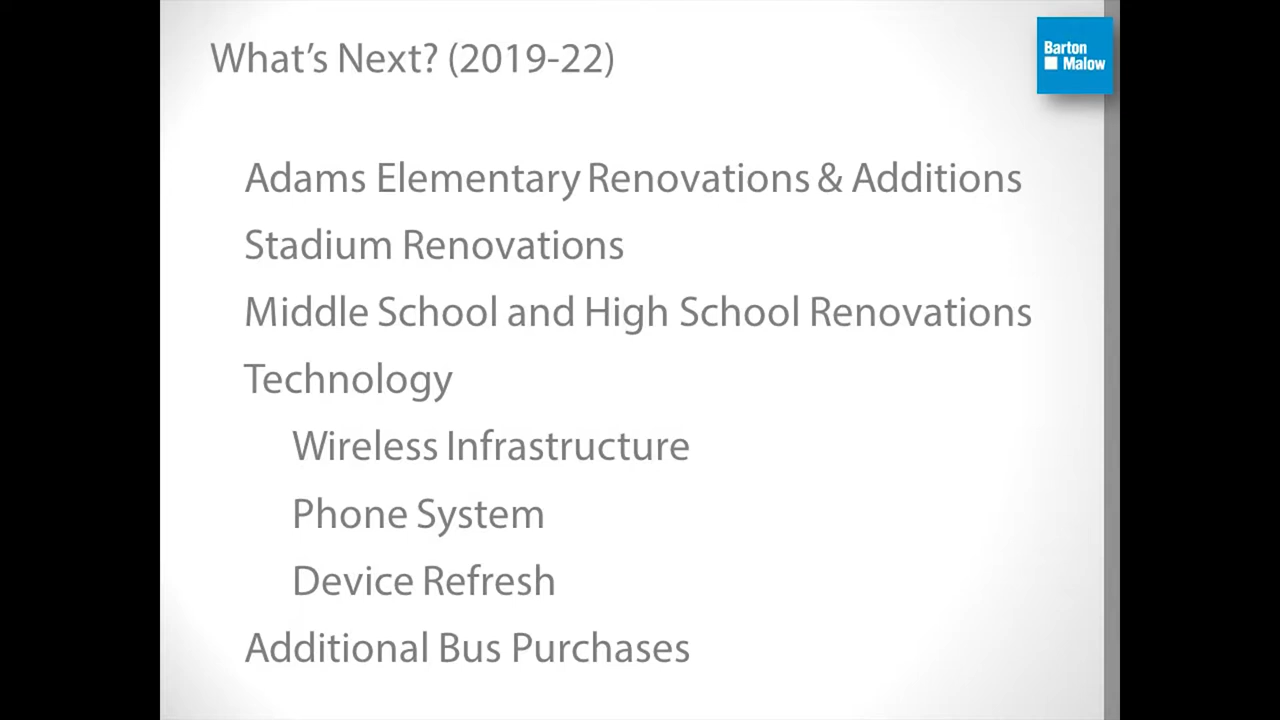 What's Next? (2019-22)
Barton
Malow
Adams Elementary Renovations & Additions
Stadium Renovations
Middle School and High School Renovations
Technology
Wireless Infrastructure
Phone System
Device Refresh
Additional Bus Purchases